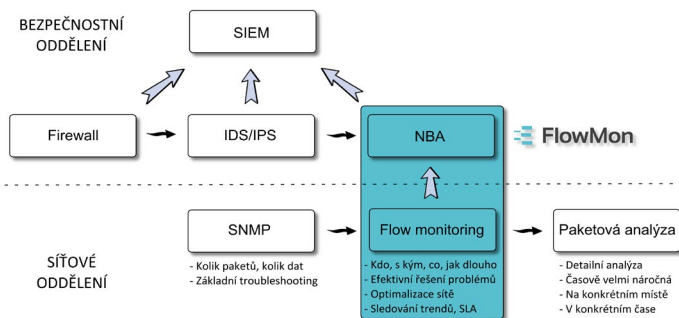 BEZPEČNOSTNÍ
ODDĚLENÍ
SIEM
Firewall
IDS/IPS
NBA
FlowMon
SNMP
Flow monitoring
Paketová analýza
SÍŤOVÉ
ODDĚLENÍ
- Kolik paketů, kolik dat
- Základní troubleshooting
- Kdo, s kým, co, jak dlouho
- Efektivní řešení problémů
- Optimalizace sítě
- Sledování trendů, SLA
- Detailní analýza
- Časově velmi náročná
- Na konkrétním místě
- V konkrétním čase